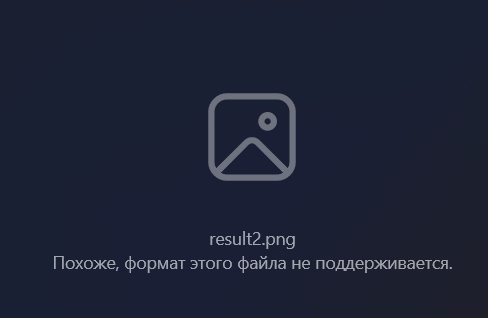 result2.png
Похоже, формат этого файла не поддерживается.